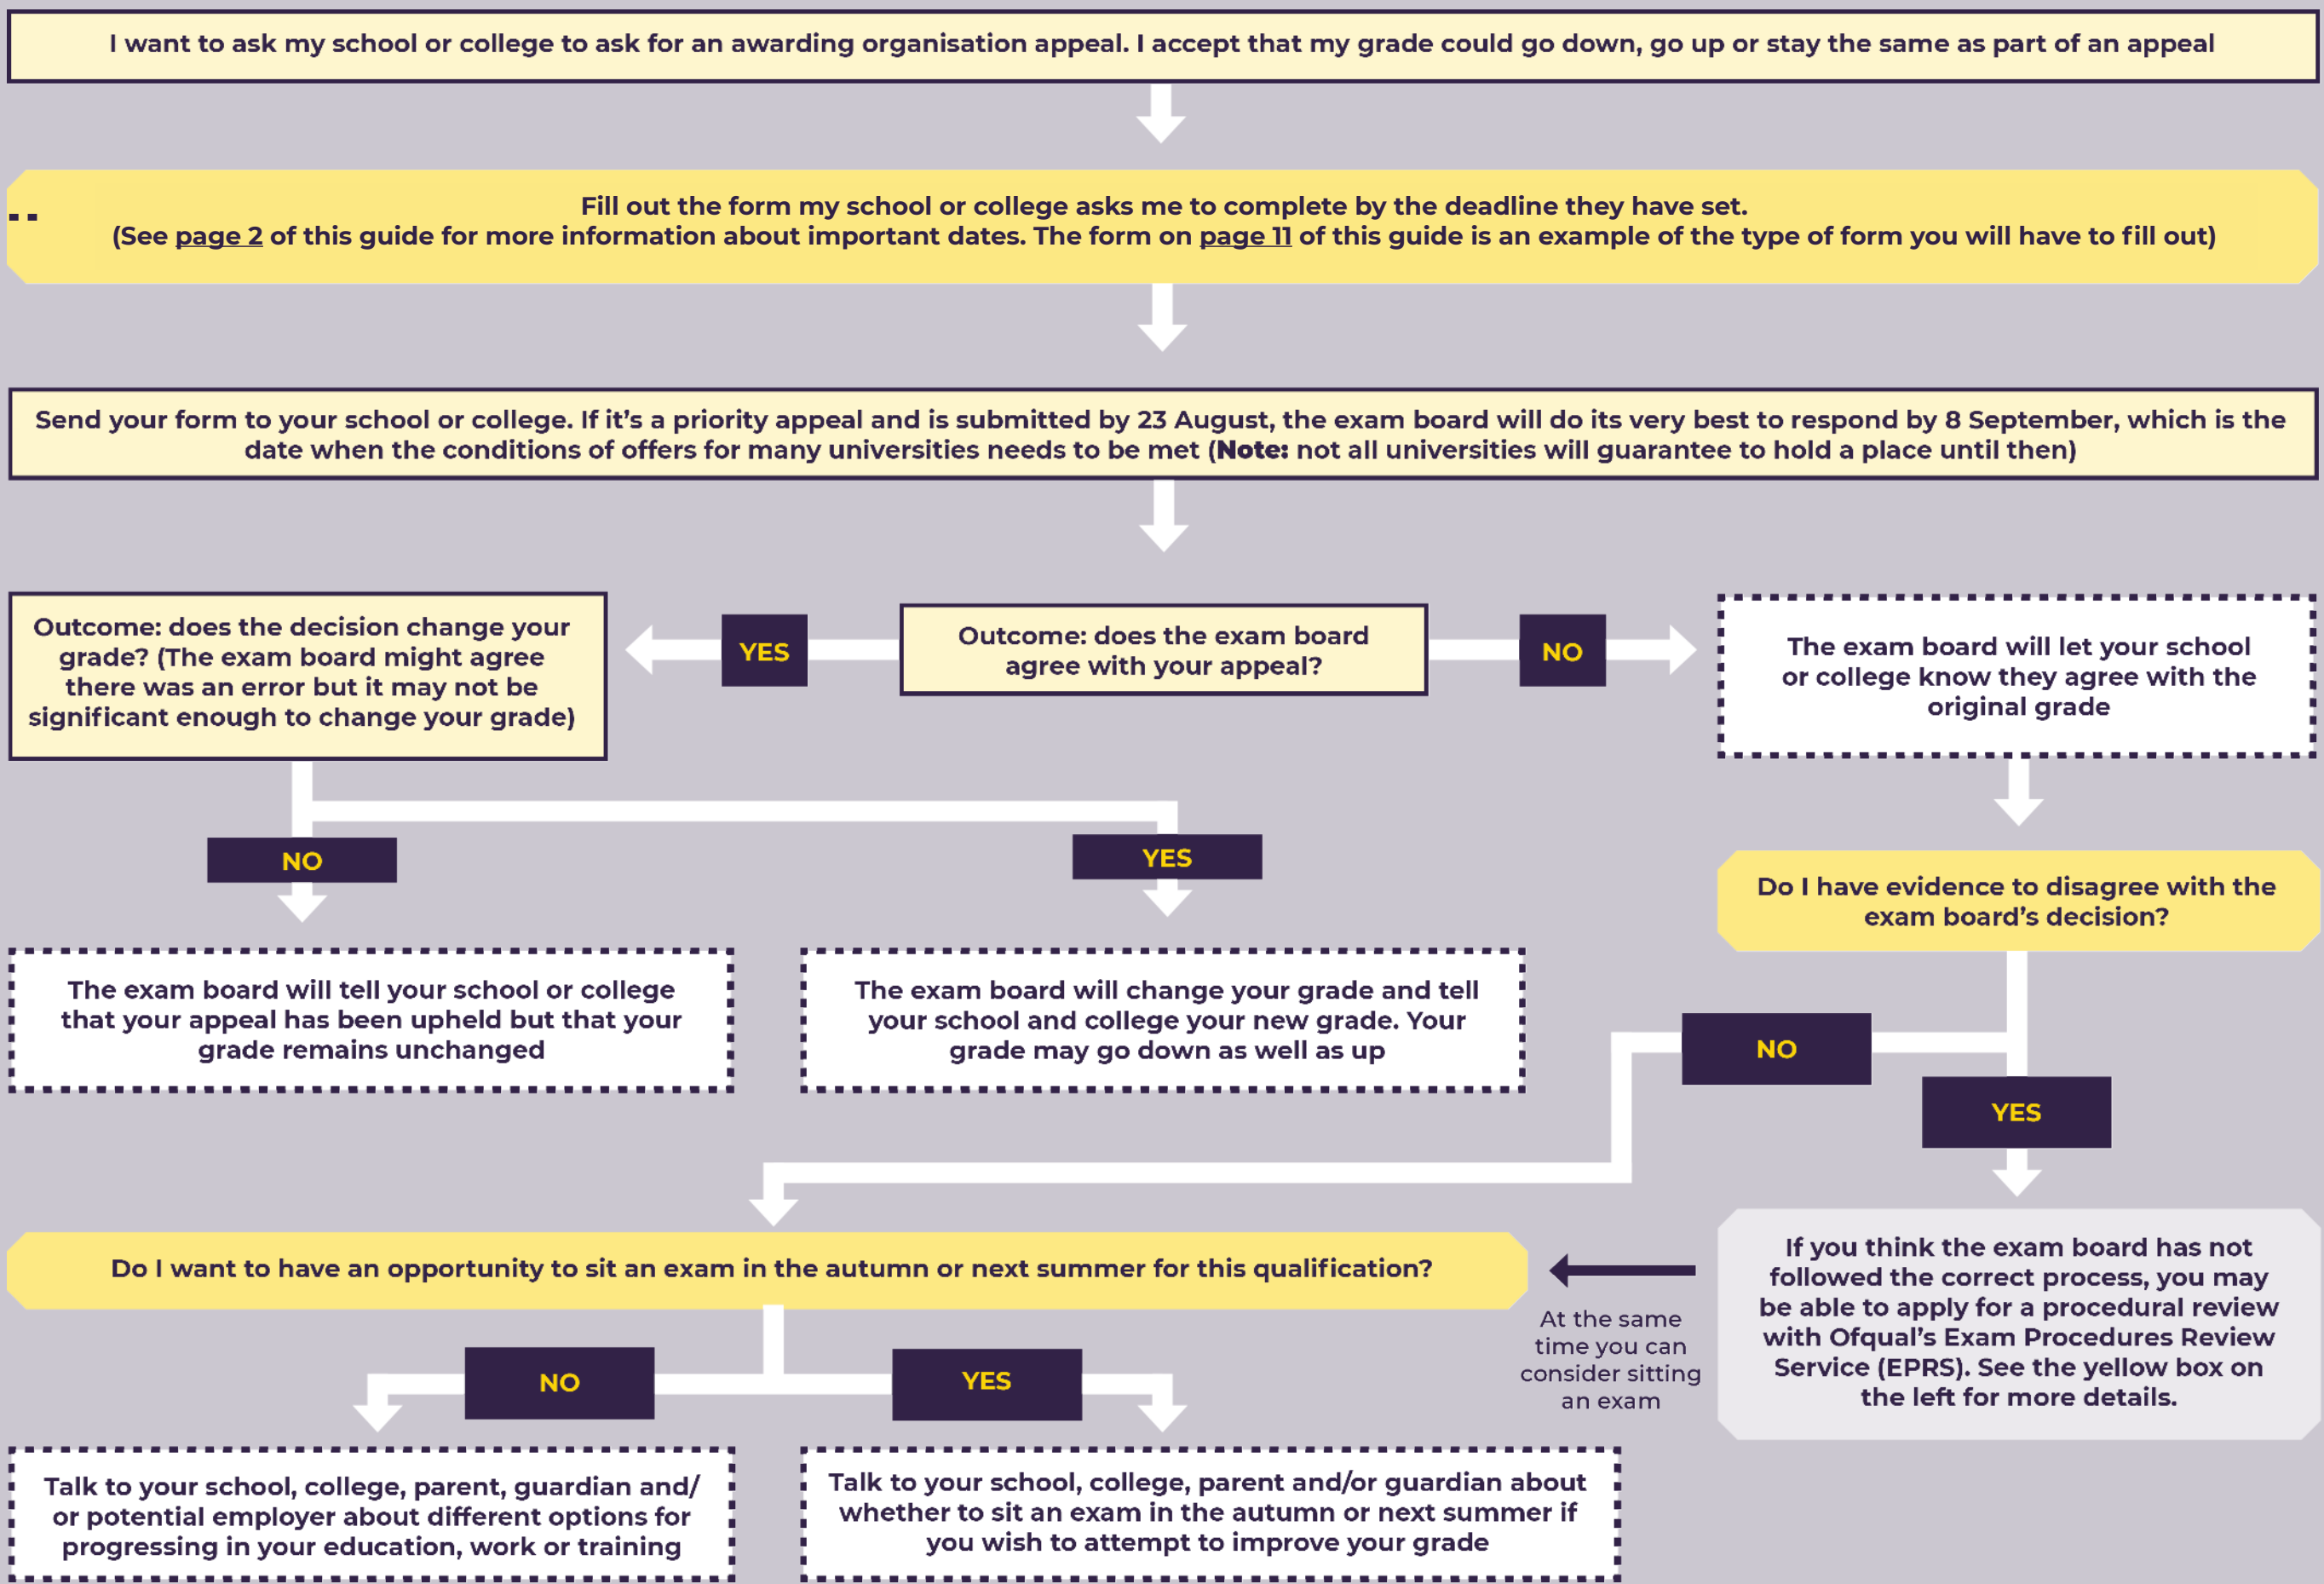 I want to ask my school or college to ask for an awarding organisation appeal. I accept that my grade could go down, go up or stay the same as part of an appeal
Fill out the form my school or college asks me to complete by the deadline they have set.
(See page 2 of this guide for more information about important dates. The form on page 11 of this guide is an example of the type of form you will have to fill out)
Send your form to your school or college. If it's a priority appeal and is submitted by 23 August, the exam board will do its very best to respond by 8 September, which is the
date when the conditions of offers for many universities needs to be met (Note: not all universities will guarantee to hold a place until then)
Outcome: does the exam board
agree with your appeal?
YES
Outcome: does the decision change your
grade? (The exam board might agree
there was an error but it may not be
significant enough to change your grade)
NO
The exam board will let your school
or college know they agree with the
original grade
NO
YES
The exam board will tell your school or college
that your appeal has been upheld but that your
grade remains unchanged
The exam board will change your grade and tell
your school and college your new grade. Your
grade may go down as well as up
Do I have evidence to disagree with the
exam board's decision?
NO
YES
Do I want to have an opportunity to sit an exam in the autumn or next summer for this qualification?
At the same
time you can
consider sitting
an exam
If you think the exam board has not
followed the correct process, you may
be able to apply for a procedural review
with Ofqual's Exam Procedures Review
Service (EPRS). See the yellow box on
the left for more details.
NO
YES
Talk to your school, college, parent, guardian and/
or potential employer about different options for
progressing in your education, work or training
Talk to your school, college, parent and/or guardian about
whether to sit an exam in the autumn or next summer if
you wish to attempt to improve your grade